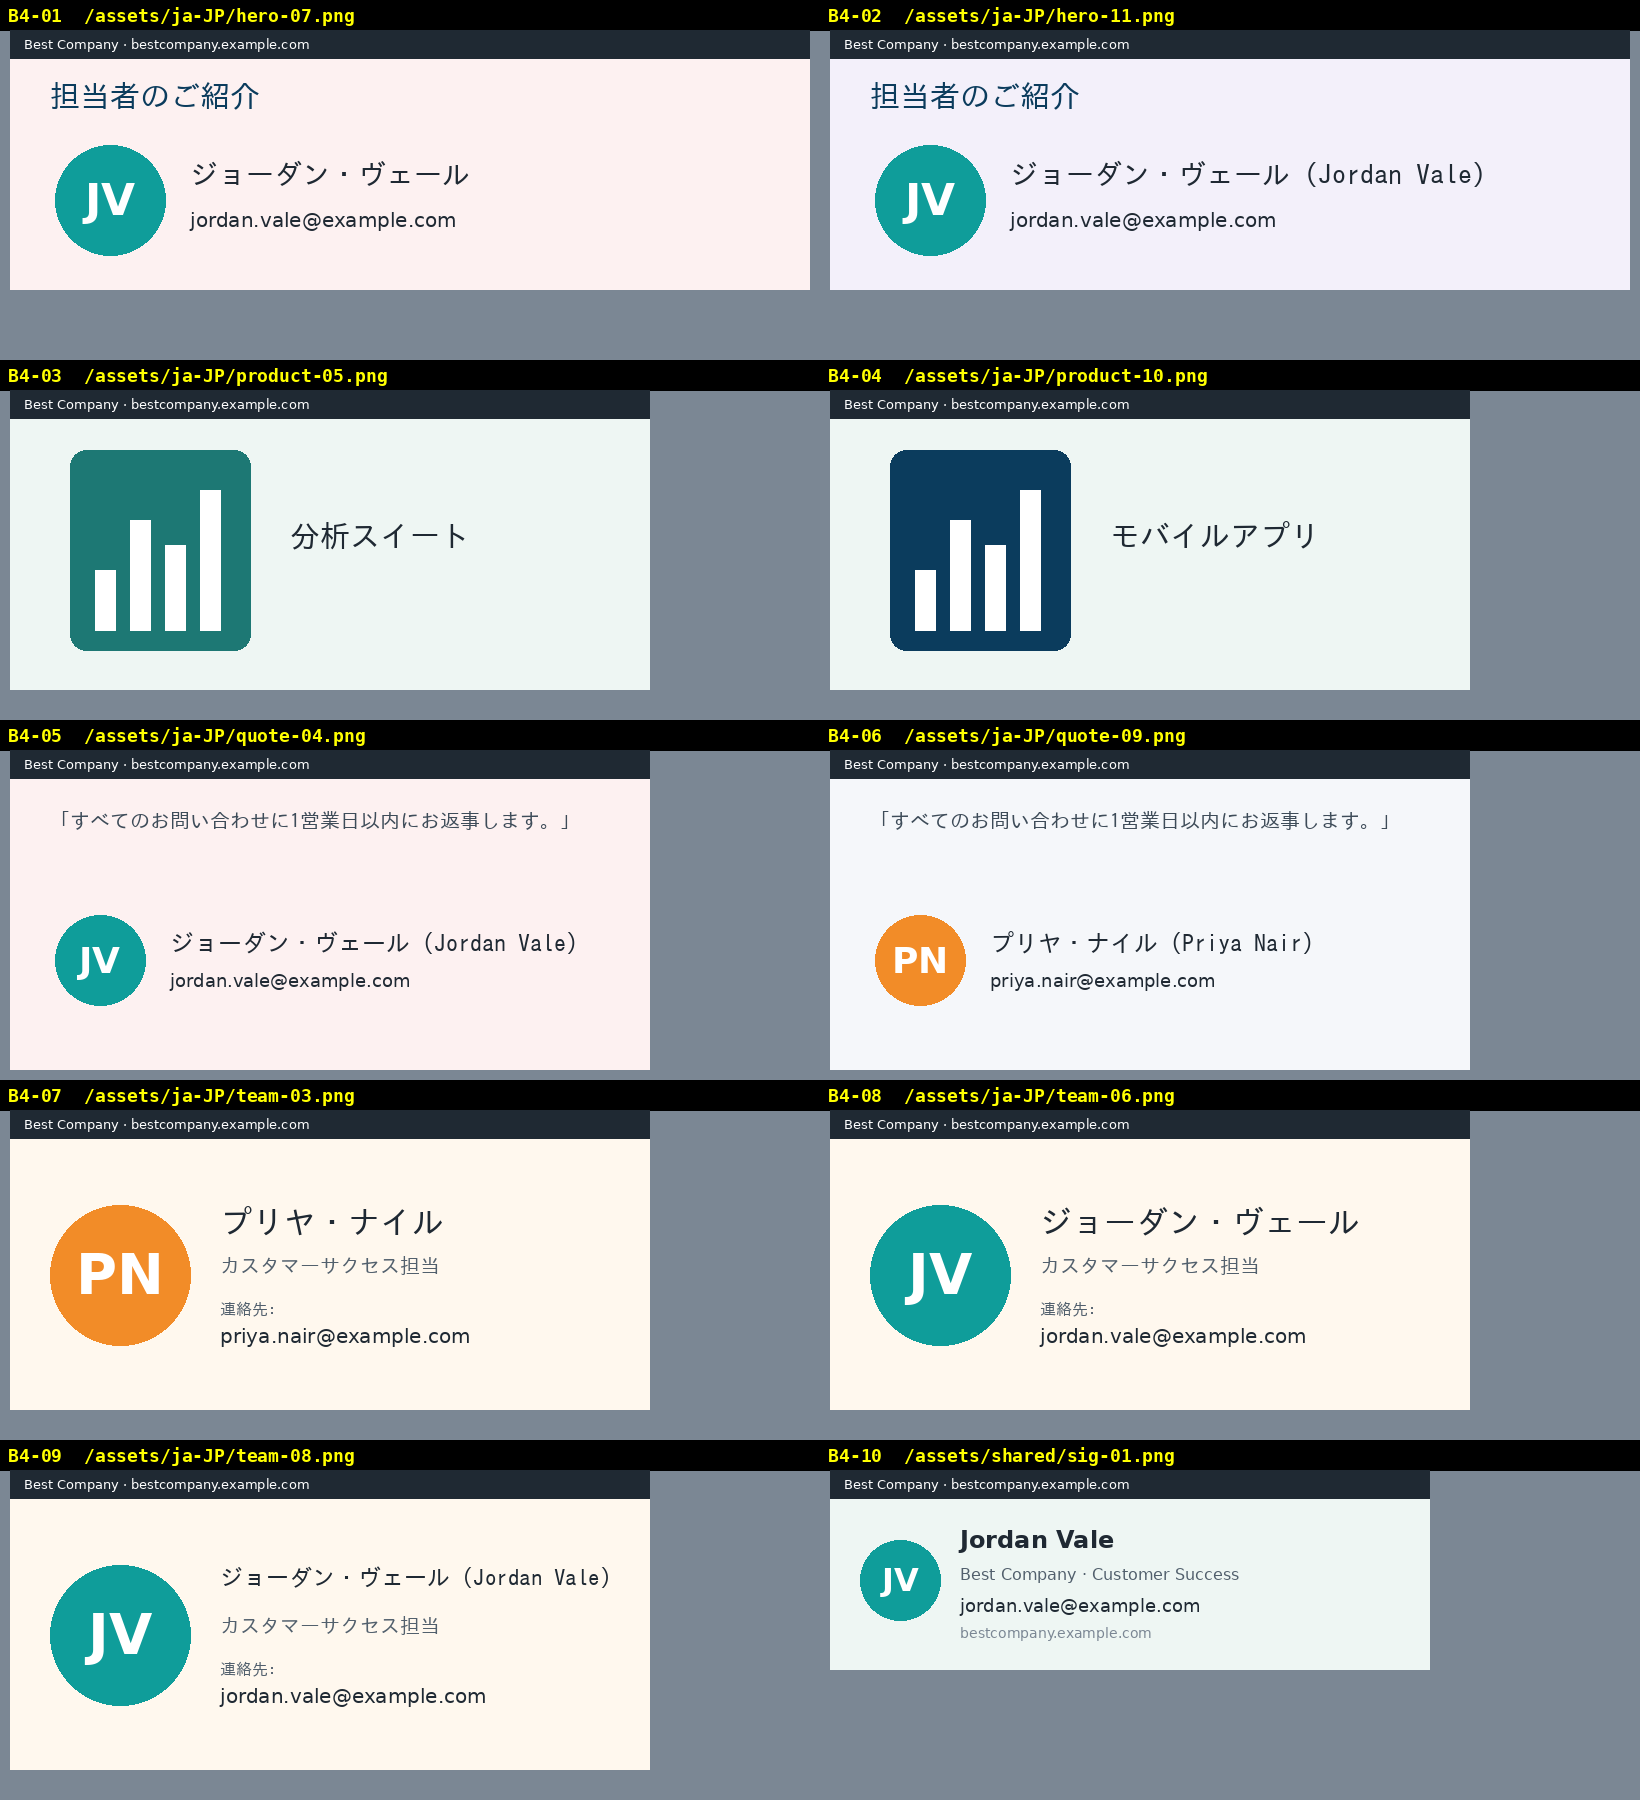 B4-01 /assets/ja-JP/hero-07.png
Best Company · bestcompany.example.com
担当者のご紹介
JV
ジョーダン・ヴェール
jordan.vale@example.com
B4-02 /assets/ja-JP/hero-11.png
Best Company · bestcompany.example.com
担当者のご紹介
JV
ジョーダン・ヴェール (Jordan Vale)
jordan.vale@example.com
B4-03 /assets/ja-JP/product-05.png
Best Company · bestcompany.example.com
分析スイート
B4-04 /assets/ja-JP/product-10.png
Best Company · bestcompany.example.com
モバイルアプリ
B4-05 /assets/ja-JP/quote-04.png
Best Company · bestcompany.example.com
「すべてのお問い合わせに1営業日以内にお返事します。」
JV
ジョーダン・ヴェール (Jordan Vale)
jordan.vale@example.com
B4-06 /assets/ja-JP/quote-09.png
Best Company · bestcompany.example.com
「すべてのお問い合わせに1営業日以内にお返事します。」
PN
プリヤ・ナイル (Priya Nair)
priya.nair@example.com
B4-07 /assets/ja-JP/team-03.png
Best Company · bestcompany.example.com
PN
プリヤ・ナイル
カスタマーサクセス担当
連絡先:
priya.nair@example.com
B4-08 /assets/ja-JP/team-06.png
Best Company · bestcompany.example.com
JV
ジョーダン・ヴェール
カスタマーサクセス担当
連絡先:
jordan.vale@example.com
B4-09 /assets/ja-JP/team-08.png
Best Company · bestcompany.example.com
JV
ジョーダン・ヴェール (Jordan Vale)
カスタマーサクセス担当
連絡先:
jordan.vale@example.com
B4-10 /assets/shared/sig-01.png
Best Company · bestcompany.example.com
JV
Jordan Vale
Best Company · Customer Success
jordan.vale@example.com
bestcompany.example.com